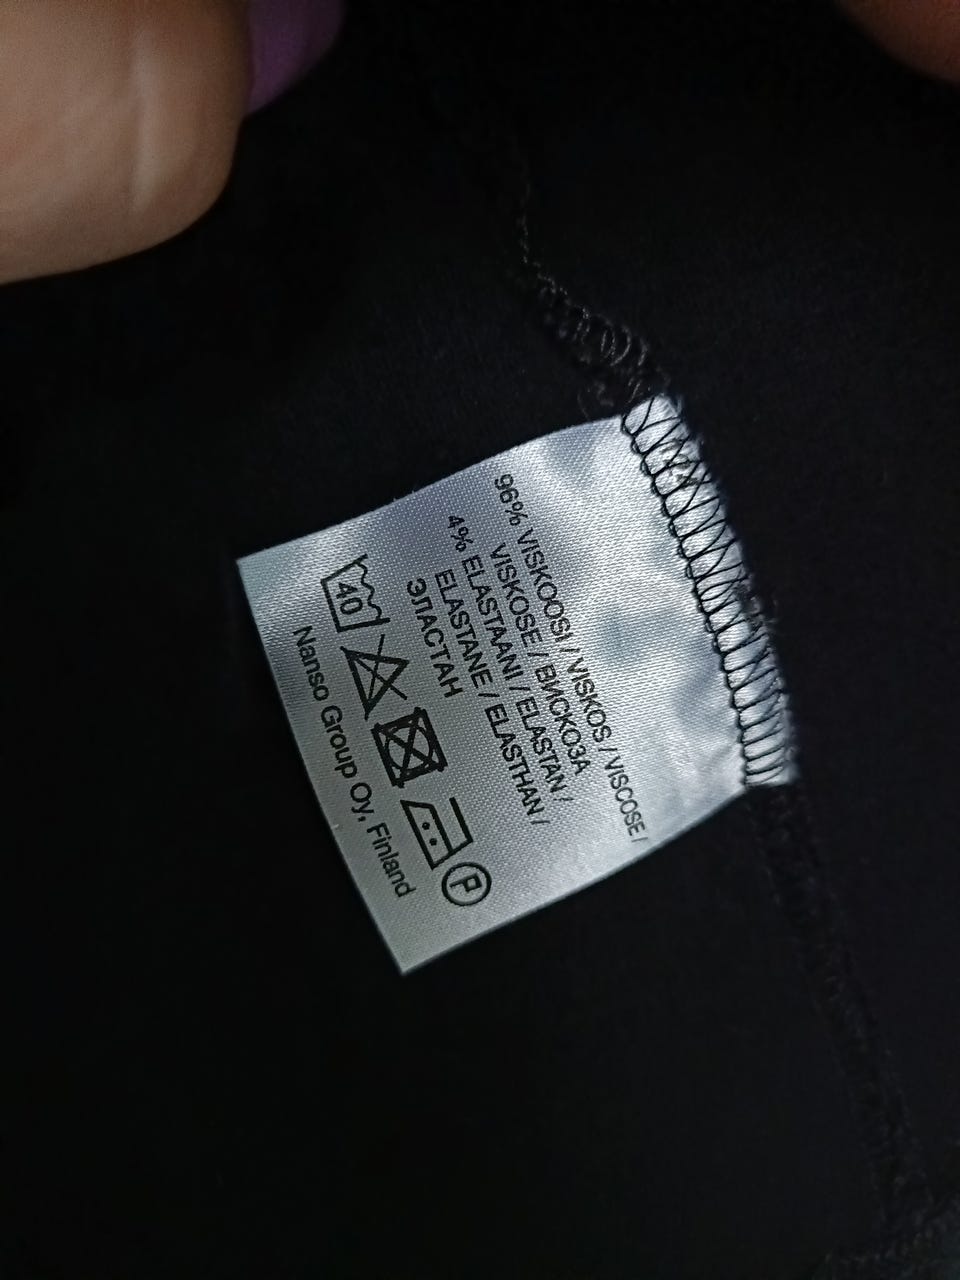 96% VISKOOSI / VISKOS / VISCOSE /
VISKOSE / ВИСКОЗА
4% ELASTAANI / ELASTAN /
ELASTANE / ELASTHAN /
ЭЛАСТАН
40
P
Nanso Group Oy, Finland